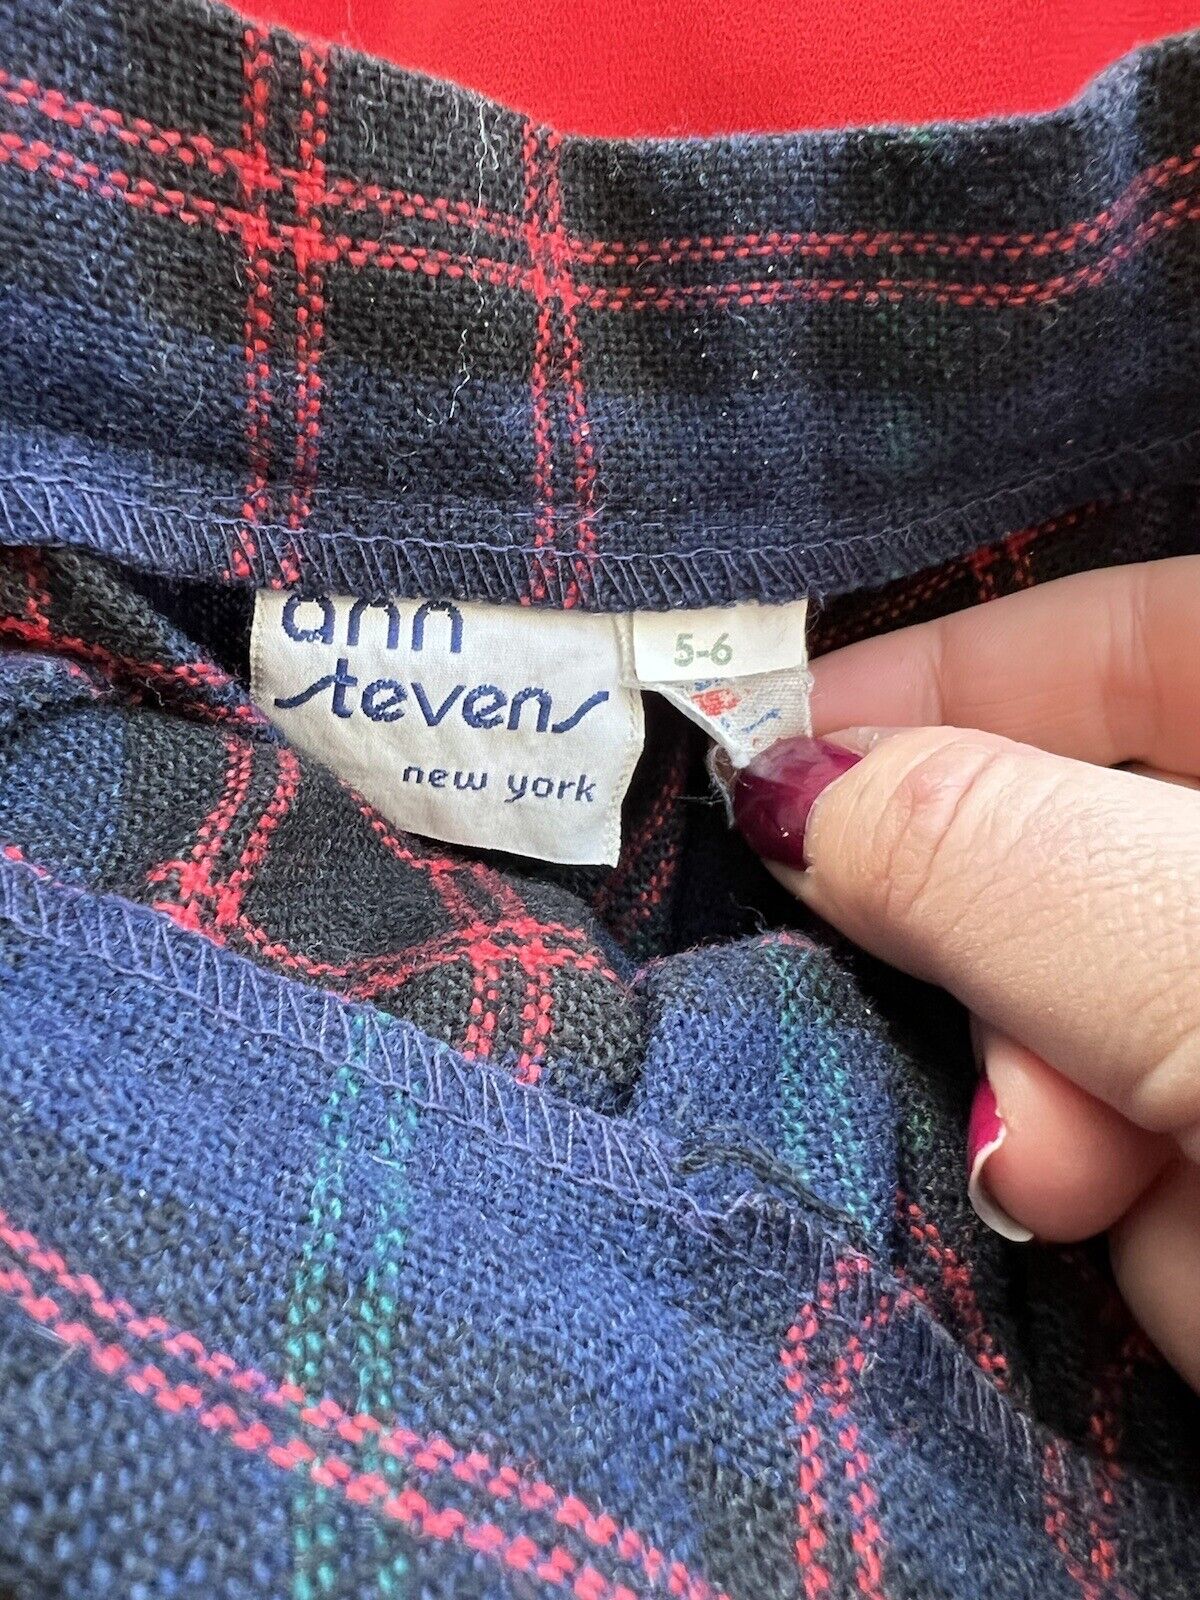 ann
stevens
new york
5-6